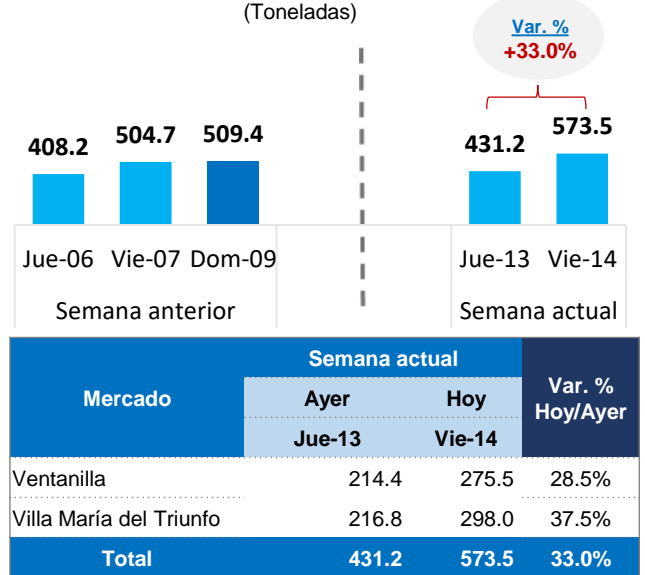 (Toneladas)
Var. %
+33.0%
408.2 504.7 509.4 431.2 573.5
Jue-06 Vie-07 Dom-09 Jue-13 Vie-14
Semana anterior Semana actual
Semana actual
Mercado Ayer Hoy Var. % Hoy/Ayer
Jue-13 Vie-14
Ventanilla 214.4 275.5 28.5%
Villa María del Triunfo 216.8 298.0 37.5%
Total 431.2 573.5 33.0%